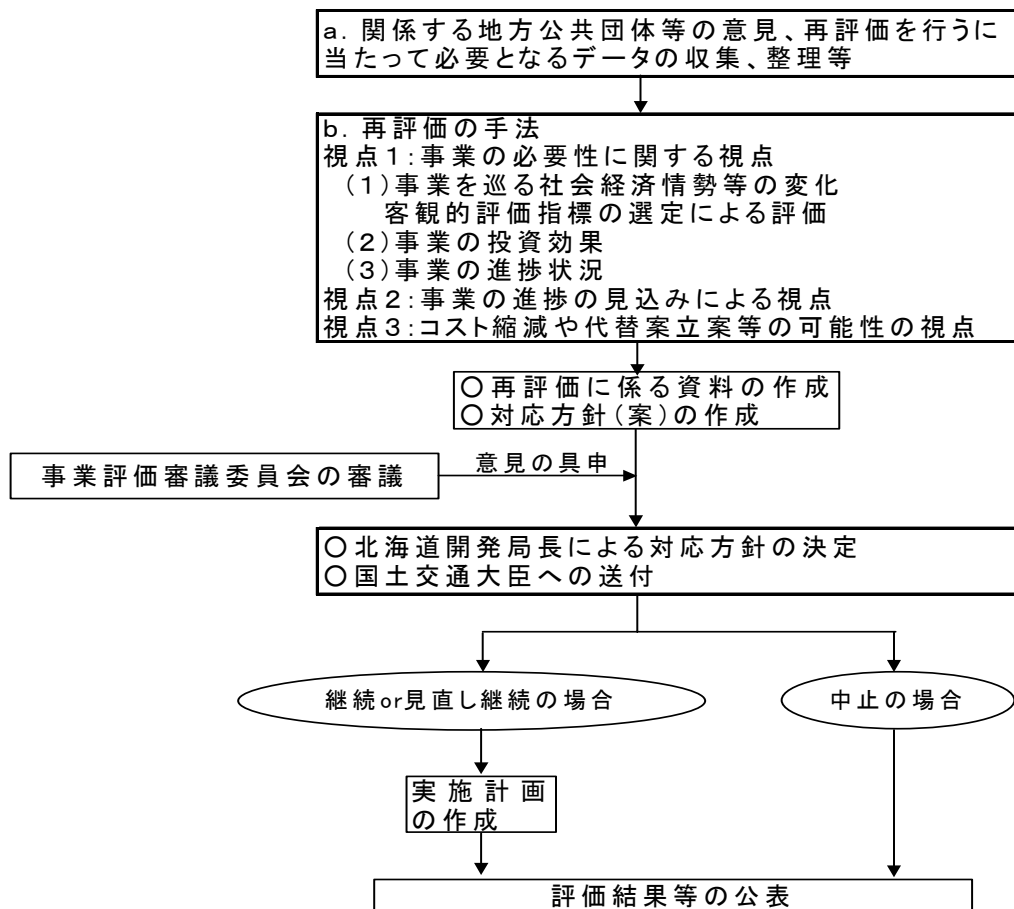 a. 関係する地方公共団体等の意見、再評価を行うに
当たって必要となるデータの収集、整理等
b. 再評価の手法
視点1:事業の必要性に関する視点
(1)事業を巡る社会経済情勢等の変化
客観的評価指標の選定による評価
(2)事業の投資効果
(3)事業の進捗状況
視点2:事業の進捗の見込みによる視点
視点3:コスト縮減や代替案立案等の可能性の視点
○再評価に係る資料の作成
○対応方針(案)の作成
事業評価審議委員会の審議
意見の具申
○北海道開発局長による対応方針の決定
○国土交通大臣への送付
継続or見直し継続の場合
中止の場合
実施計画
の作成
評価結果等の公表